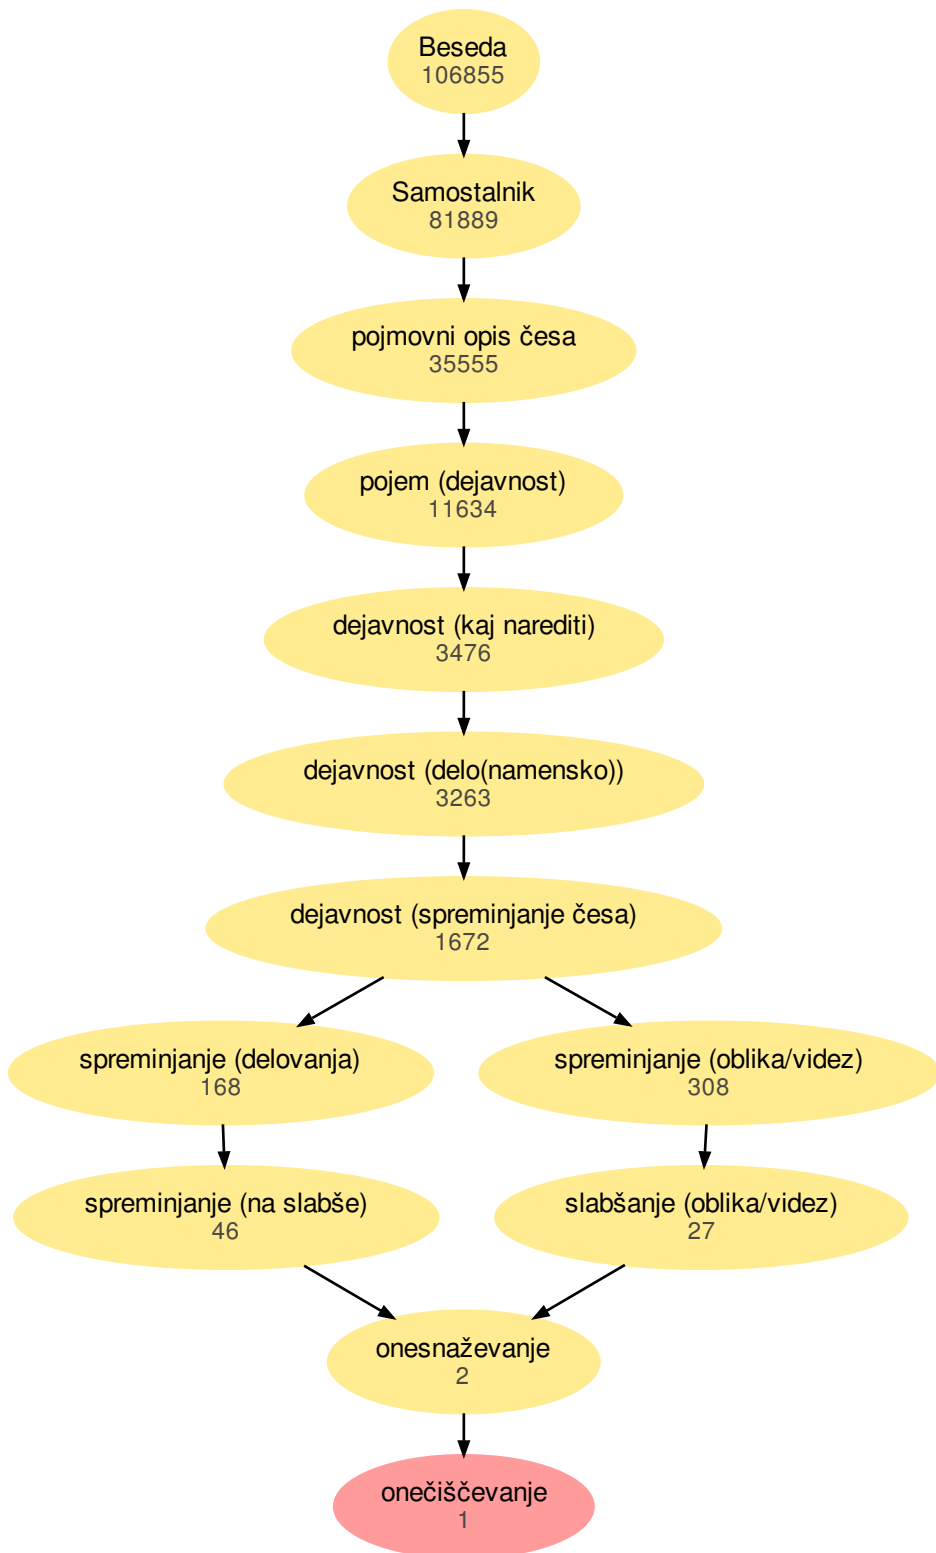 Beseda
106855
Samostalnik
81889
pojmovni opis česa
35555
pojem (dejavnost)
11634
dejavnost (kaj narediti)
3476
dejavnost (delo(namensko))
3263
dejavnost (spreminjanje česa)
1672
spreminjanje (delovanja)
168
spreminjanje (oblika/videz)
308
spreminjanje (na slabše)
46
slabšanje (oblika/videz)
27
onesnaževanje
2
onečiščevanje
1